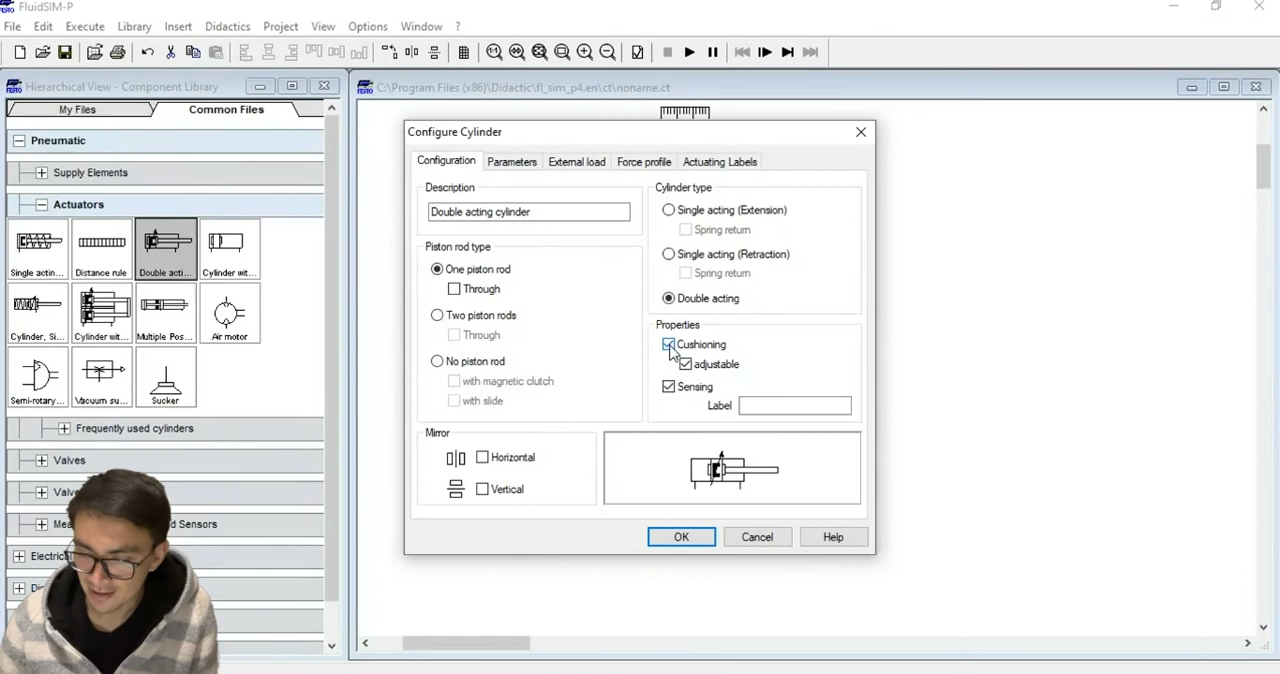 FESTO FluidSIM-P
File Edit Execute Library Insert Didactics Project View Options Window ?
Hierarchical View - Component Library
My Files Common Files
Pneumatic
Supply Elements
Actuators
Single actin... Distance rule Double acti... Cylinder wit...
Cylinder, Si... Cylinder wit... Multiple Pos... Air motor
Semi-rotary... Vacuum su... Sucker
Frequently used cylinders
Valves
Valve
Mea d Sensors
Electrical
Di
C:\Program Files (x86)\Didactic\fl_sim_p4.en\ct\noname.ct
Configure Cylinder
Configuration Parameters External load Force profile Actuating Labels
Description
Double acting cylinder
Piston rod type
One piston rod
Through
Two piston rods
Through
No piston rod
with magnetic clutch
with slide
Mirror
Horizontal
Vertical
Cylinder type
Single acting (Extension)
Spring return
Single acting (Retraction)
Spring return
Double acting
Properties
Cushioning
adjustable
Sensing
Label
OK Cancel Help